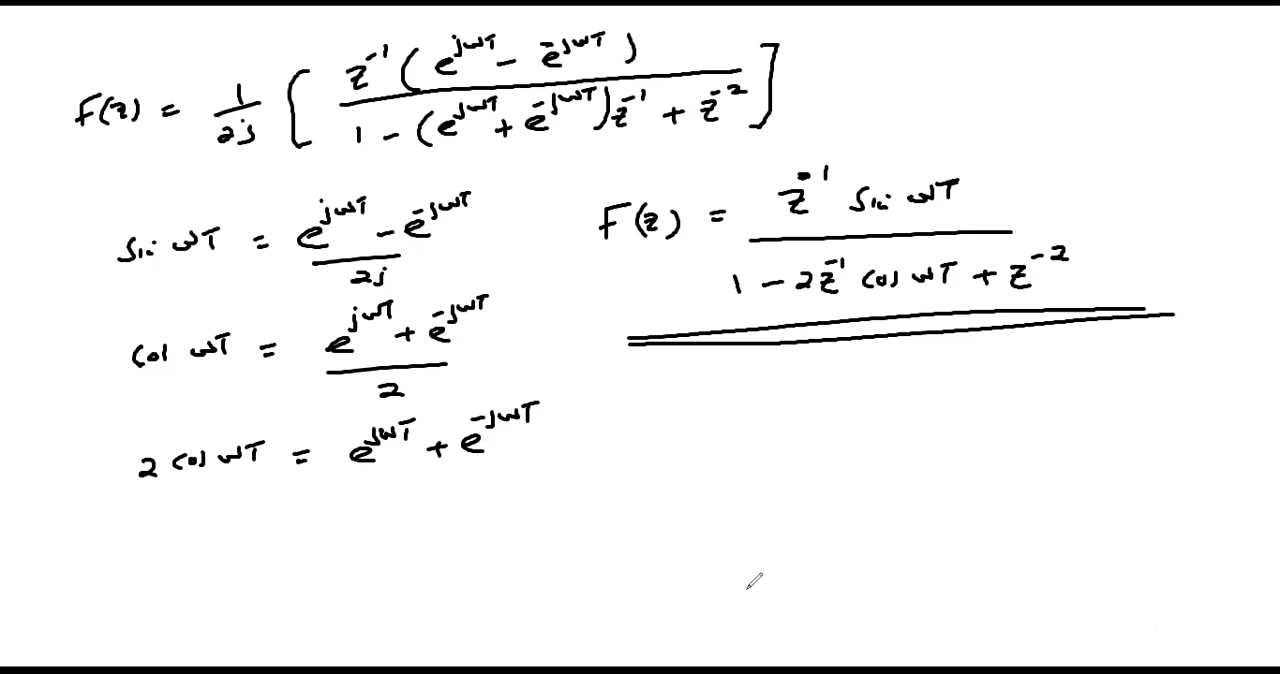 F(z) = 1/2j [ z⁻¹ ( e^jωT − e^−jωT ) / 1 − (e^jωT + e^−jωT) z⁻¹ + z⁻² ]
sin ωT = e^jωT − e^−jωT / 2j
cos ωT = e^jωT + e^−jωT / 2
2 cos ωT = e^jωT + e^−jωT
F(z) = z⁻¹ sin ωT / 1 − 2z⁻¹ cos ωT + z⁻²